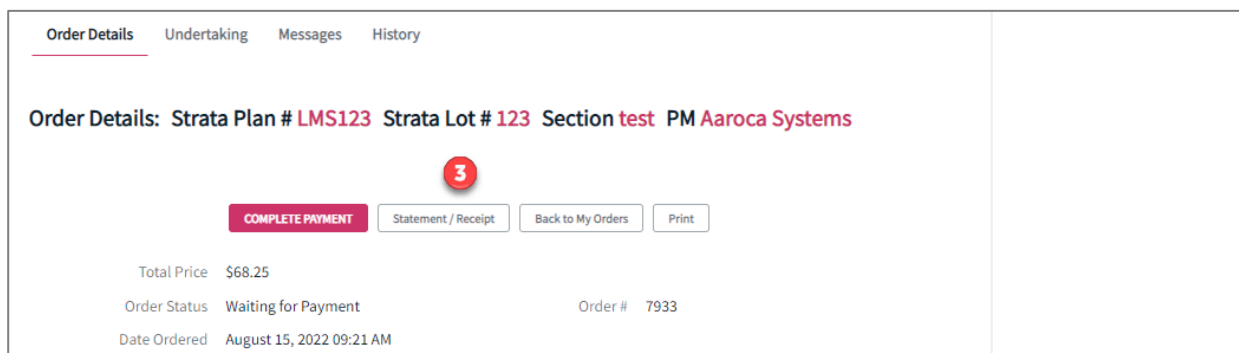 Order Details Undertaking Messages History
Order Details: Strata Plan # LMS123 Strata Lot # 123 Section test PM Aaroca Systems
3
COMPLETE PAYMENT Statement / Receipt Back to My Orders Print
Total Price $68.25
Order Status Waiting for Payment Order # 7933
Date Ordered August 15, 2022 09:21 AM